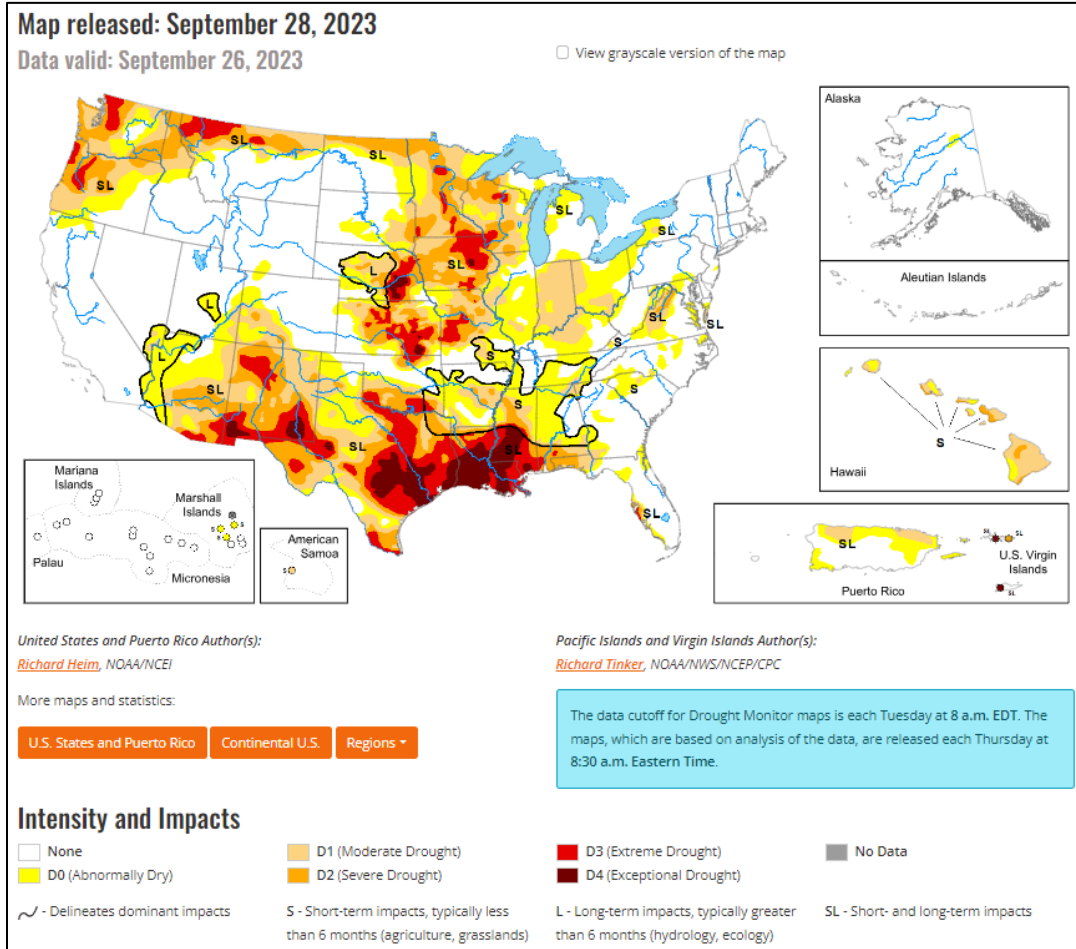 Map released: September 28, 2023
Data valid: September 26, 2023
View grayscale version of the map
Alaska
Aleutian Islands
SL
SL
SL
SL
SL
SL
L
SL
L
L
S
SL
SL
S
SL
S
S
SL
SL
SL
Hawaii
S
Mariana
Islands
Marshall
Islands
S
S
S
Palau
Micronesia
American
Samoa
S
SL
Puerto Rico
SL
SL
U.S. Virgin
Islands
SL
United States and Puerto Rico Author(s):
Richard Heim, NOAA/NCEI
Pacific Islands and Virgin Islands Author(s):
Richard Tinker, NOAA/NWS/NCEP/CPC
More maps and statistics:
U.S. States and Puerto Rico
Continental U.S.
Regions
The data cutoff for Drought Monitor maps is each Tuesday at 8 a.m. EDT. The
maps, which are based on analysis of the data, are released each Thursday at
8:30 a.m. Eastern Time.
Intensity and Impacts
None
D0 (Abnormally Dry)
D1 (Moderate Drought)
D2 (Severe Drought)
D3 (Extreme Drought)
D4 (Exceptional Drought)
No Data
- Delineates dominant impacts
S - Short-term impacts, typically less
than 6 months (agriculture, grasslands)
L - Long-term impacts, typically greater
than 6 months (hydrology, ecology)
SL - Short- and long-term impacts